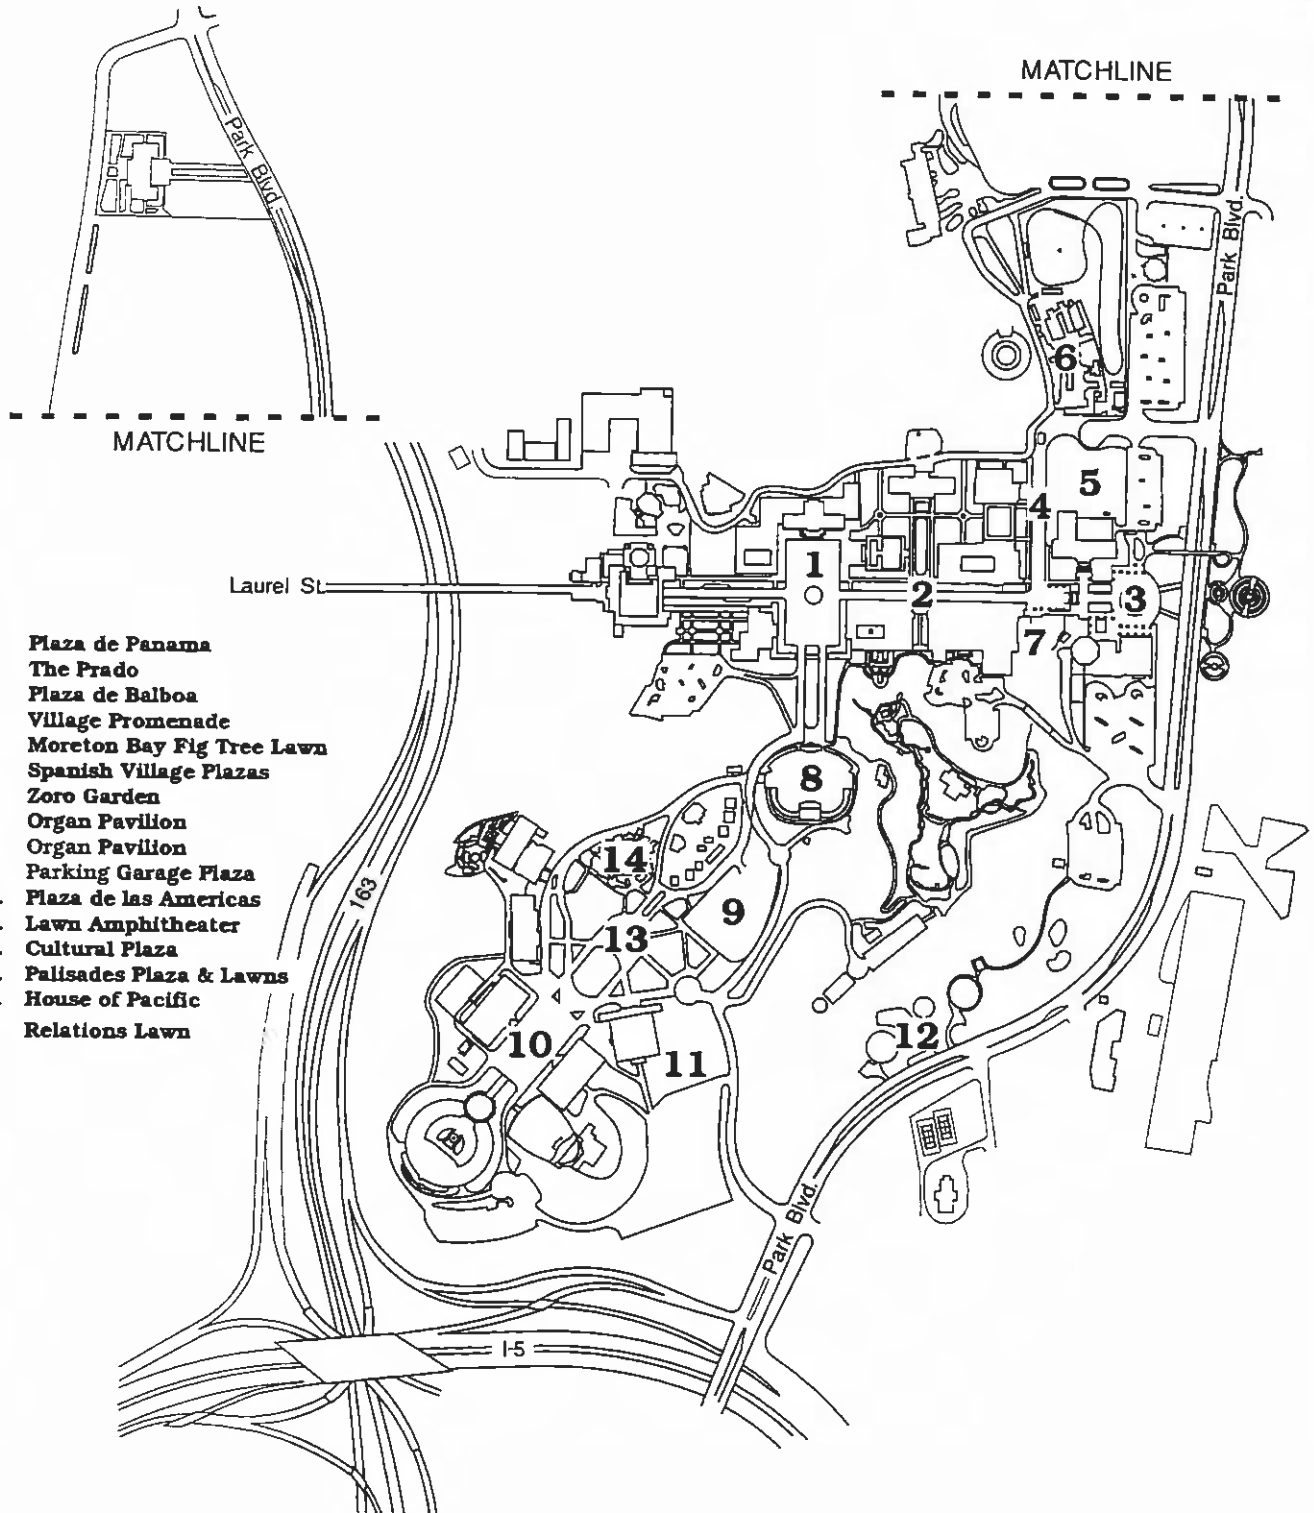 MATCHLINE
Park Blvd.
Park Blvd.
MATCHLINE
6
5
4
Laurel St.
1
2
3
7
Plaza de Panama
The Prado
Plaza de Balboa
Village Promenade
Moreton Bay Fig Tree Lawn
Spanish Village Plazas
Zoro Garden
Organ Pavilion
Organ Pavilion
Parking Garage Plaza
. Plaza de las Americas
. Lawn Amphitheater
. Cultural Plaza
. Palisades Plaza & Lawns
. House of Pacific
Relations Lawn
8
14
163
9
13
10
11
12
Park Blvd.
I-5